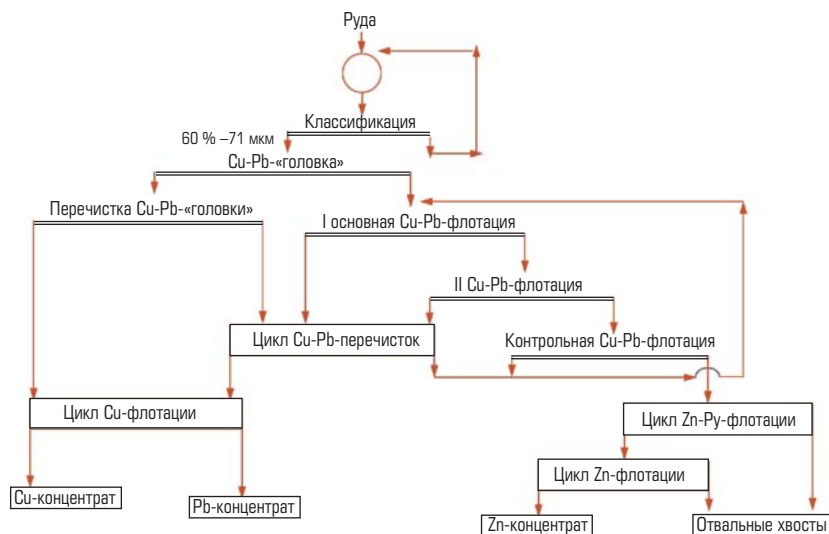 Руда
Классификация
60 % –71 мкм
Cu-Pb-«головка»
Перечистка Cu-Pb-«головки»
I основная Cu-Pb-флотация
II Cu-Pb-флотация
Цикл Cu-Pb-перечисток
Контрольная Cu-Pb-флотация
Цикл Cu-флотации
Цикл Zn-Py-флотации
Цикл Zn-флотации
Cu-концентрат
Pb-концентрат
Zn-концентрат
Отвальные хвосты